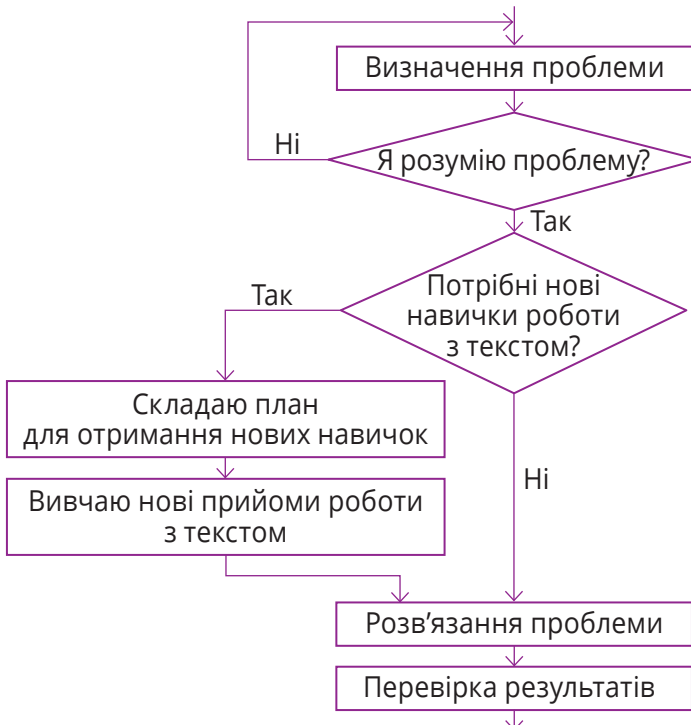 Визначення проблеми
Ні
Я розумію проблему?
Так
Так
Потрібні нові
навички роботи
з текстом?
Складаю план
для отримання нових навичок
Вивчаю нові прийоми роботи
з текстом
Ні
Розв'язання проблеми
Перевірка результатів